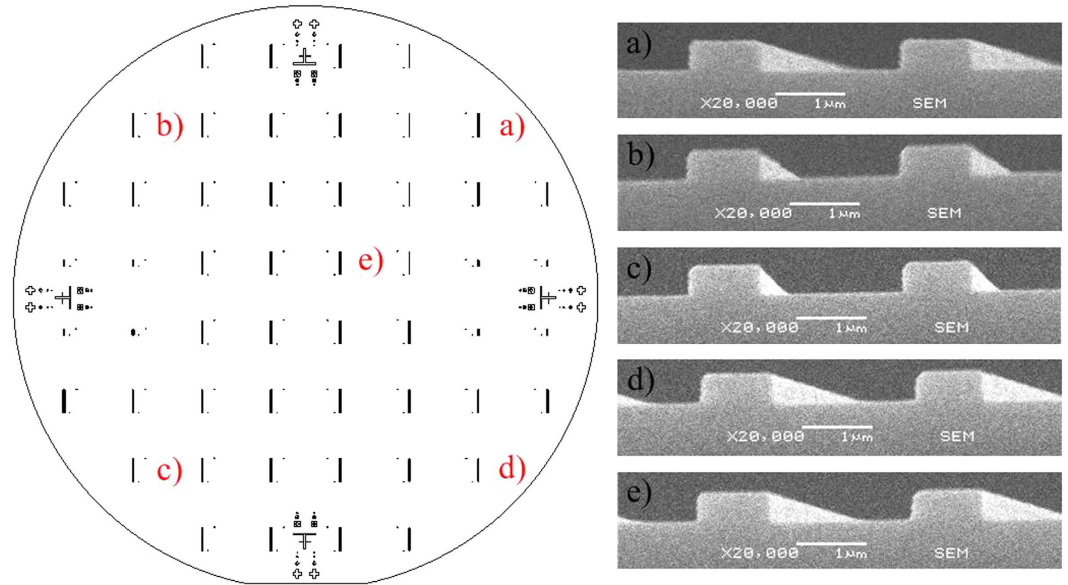 b)
a)
e)
c)
d)
a)
X20,000 1μm SEM
b)
X20,000 1μm SEM
c)
X20,000 1μm SEM
d)
X20,000 1μm SEM
e)
X20,000 1μm SEM